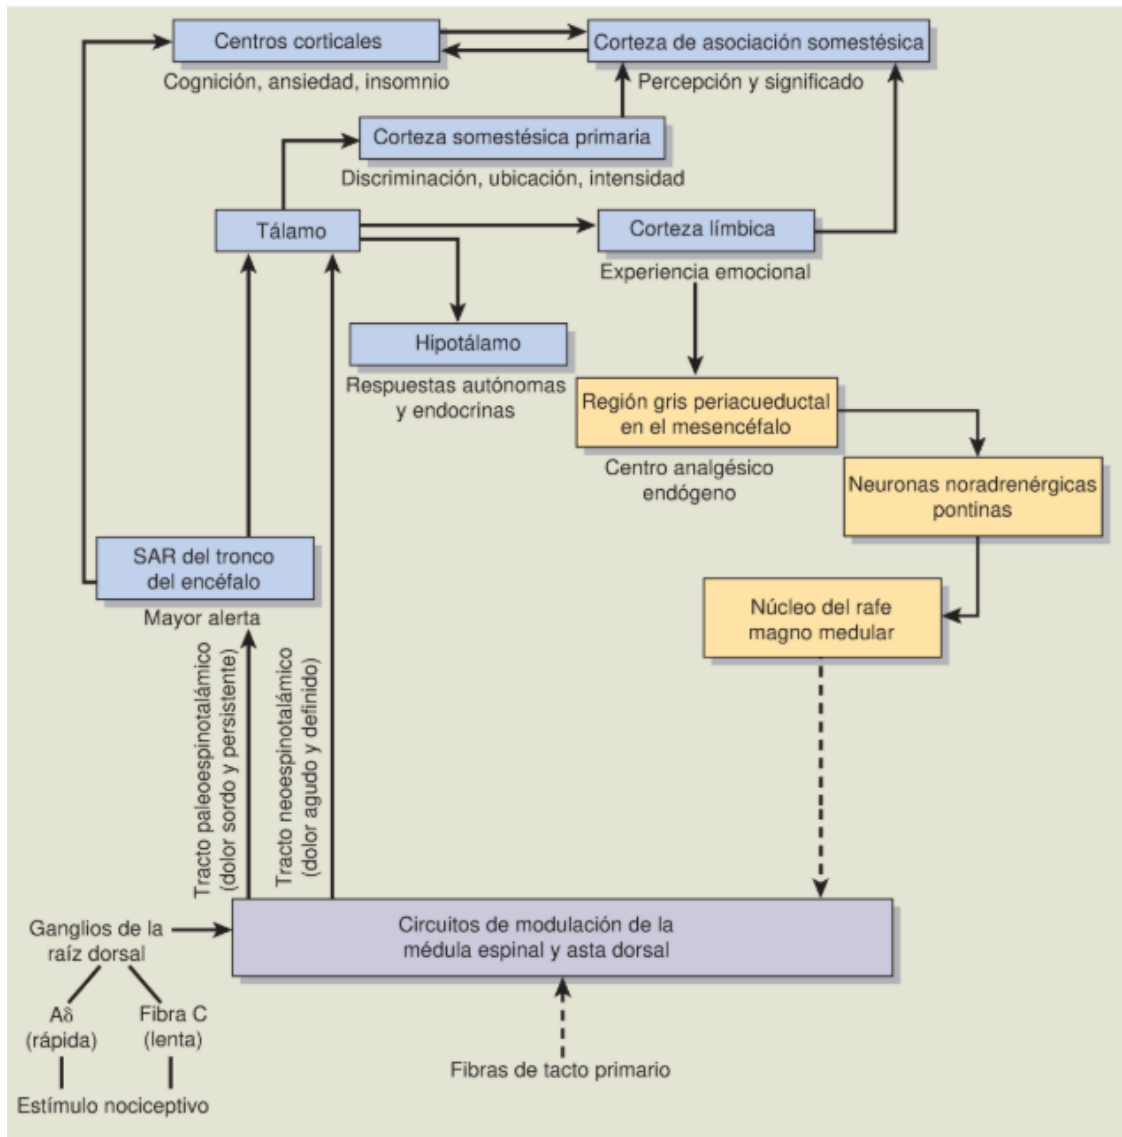 Centros corticales
Cognición, ansiedad, insomnio
Corteza de asociación somestésica
Percepción y significado
Corteza somestésica primaria
Discriminación, ubicación, intensidad
Tálamo
Corteza límbica
Experiencia emocional
Hipotálamo
Respuestas autónomas
y endocrinas
Región gris periacueductal
en el mesencéfalo
Centro analgésico
endógeno
Neuronas noradrenérgicas
pontinas
SAR del tronco
del encéfalo
Mayor alerta
Núcleo del rafe
magno medular
Tracto paleoespinotalámico
(dolor sordo y persistente)
Tracto neoespinotalámico
(dolor agudo y definido)
Ganglios de la
raíz dorsal
Circuitos de modulación de la
médula espinal y asta dorsal
Aδ
(rápida)
Fibra C
(lenta)
Estímulo nociceptivo
Fibras de tacto primario